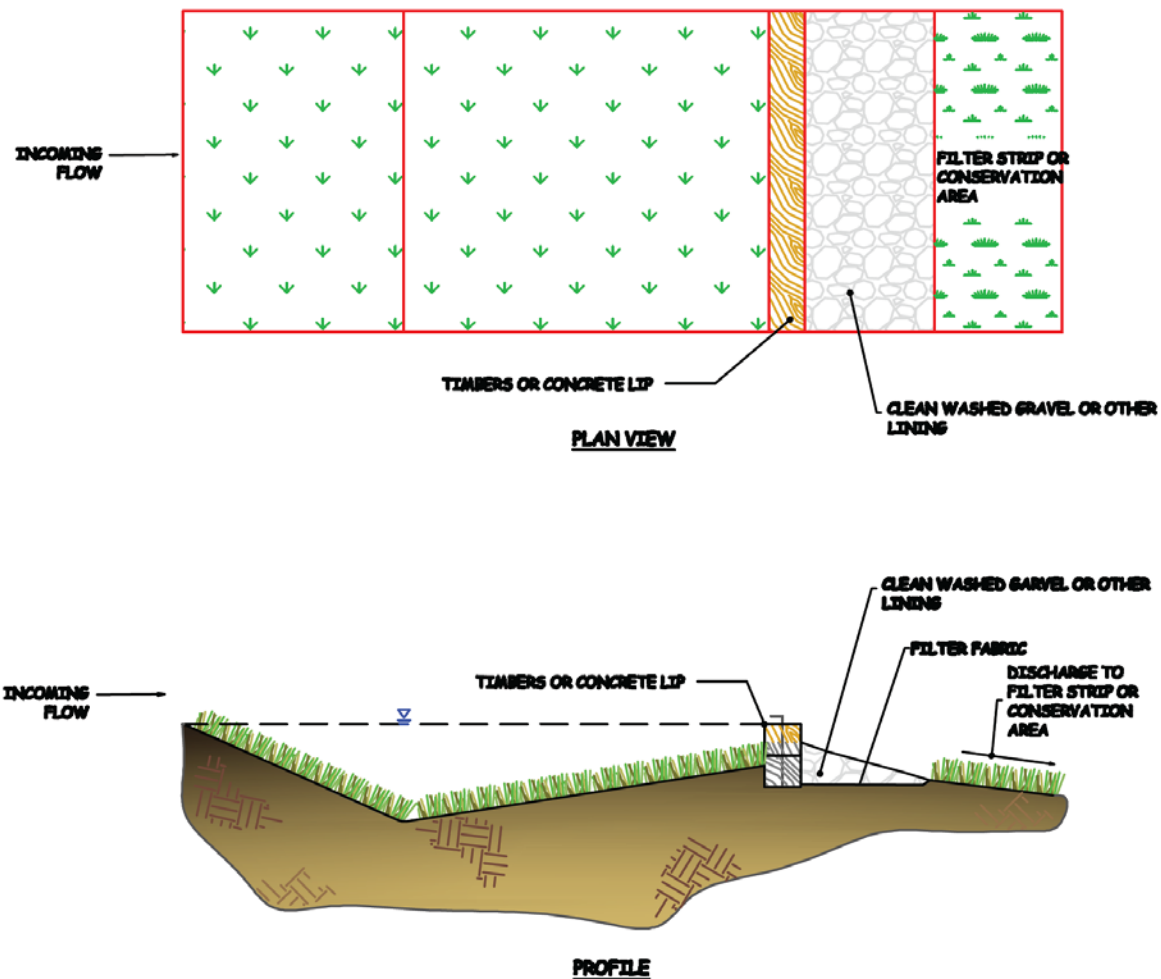 INCOMING
FLOW
FILTER STRIP OR
CONSERVATION
AREA
TIMBERS OR CONCRETE LIP
CLEAN WASHED GRAVEL OR OTHER
LINING
PLAN VIEW
CLEAN WASHED GARVEL OR OTHER
LINING
FILTER FABRIC
DISCHARGE TO
FILTER STRIP OR
CONSERVATION
AREA
TIMBERS OR CONCRETE LIP
INCOMING
FLOW
PROFILE